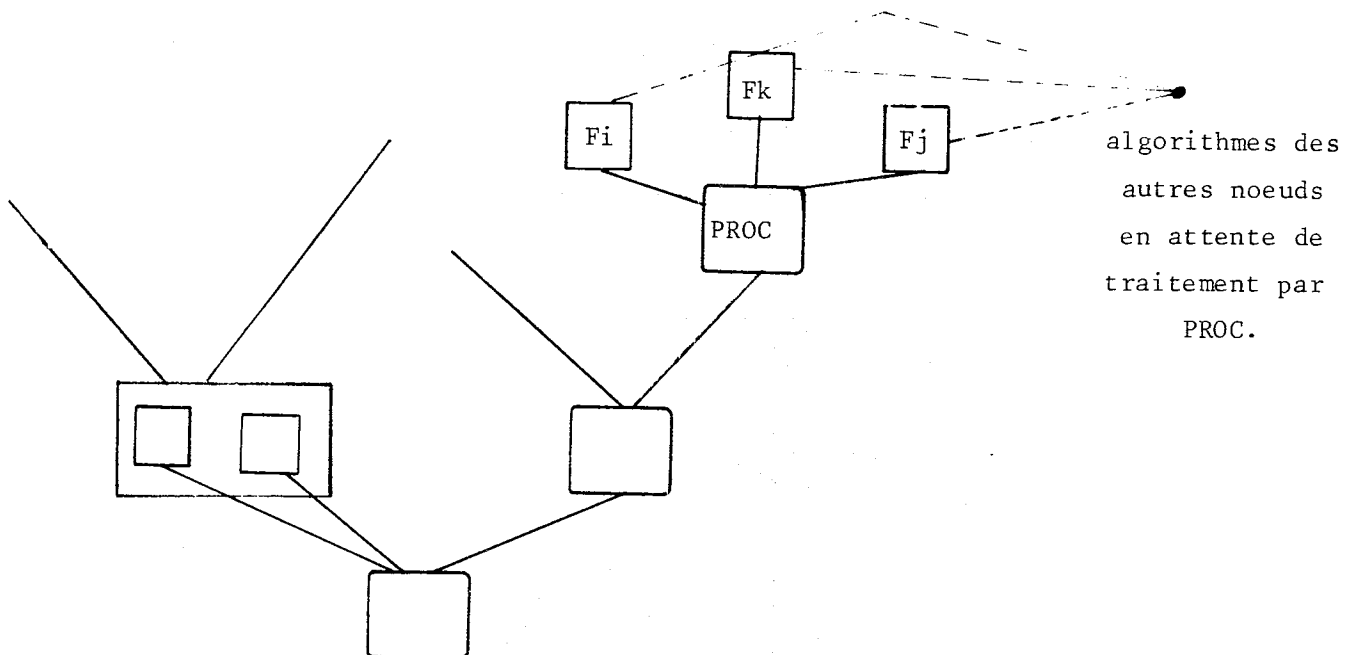 Fk
Fi
Fj
PROC
algorithmes des
autres noeuds
en attente de
traitement par
PROC.